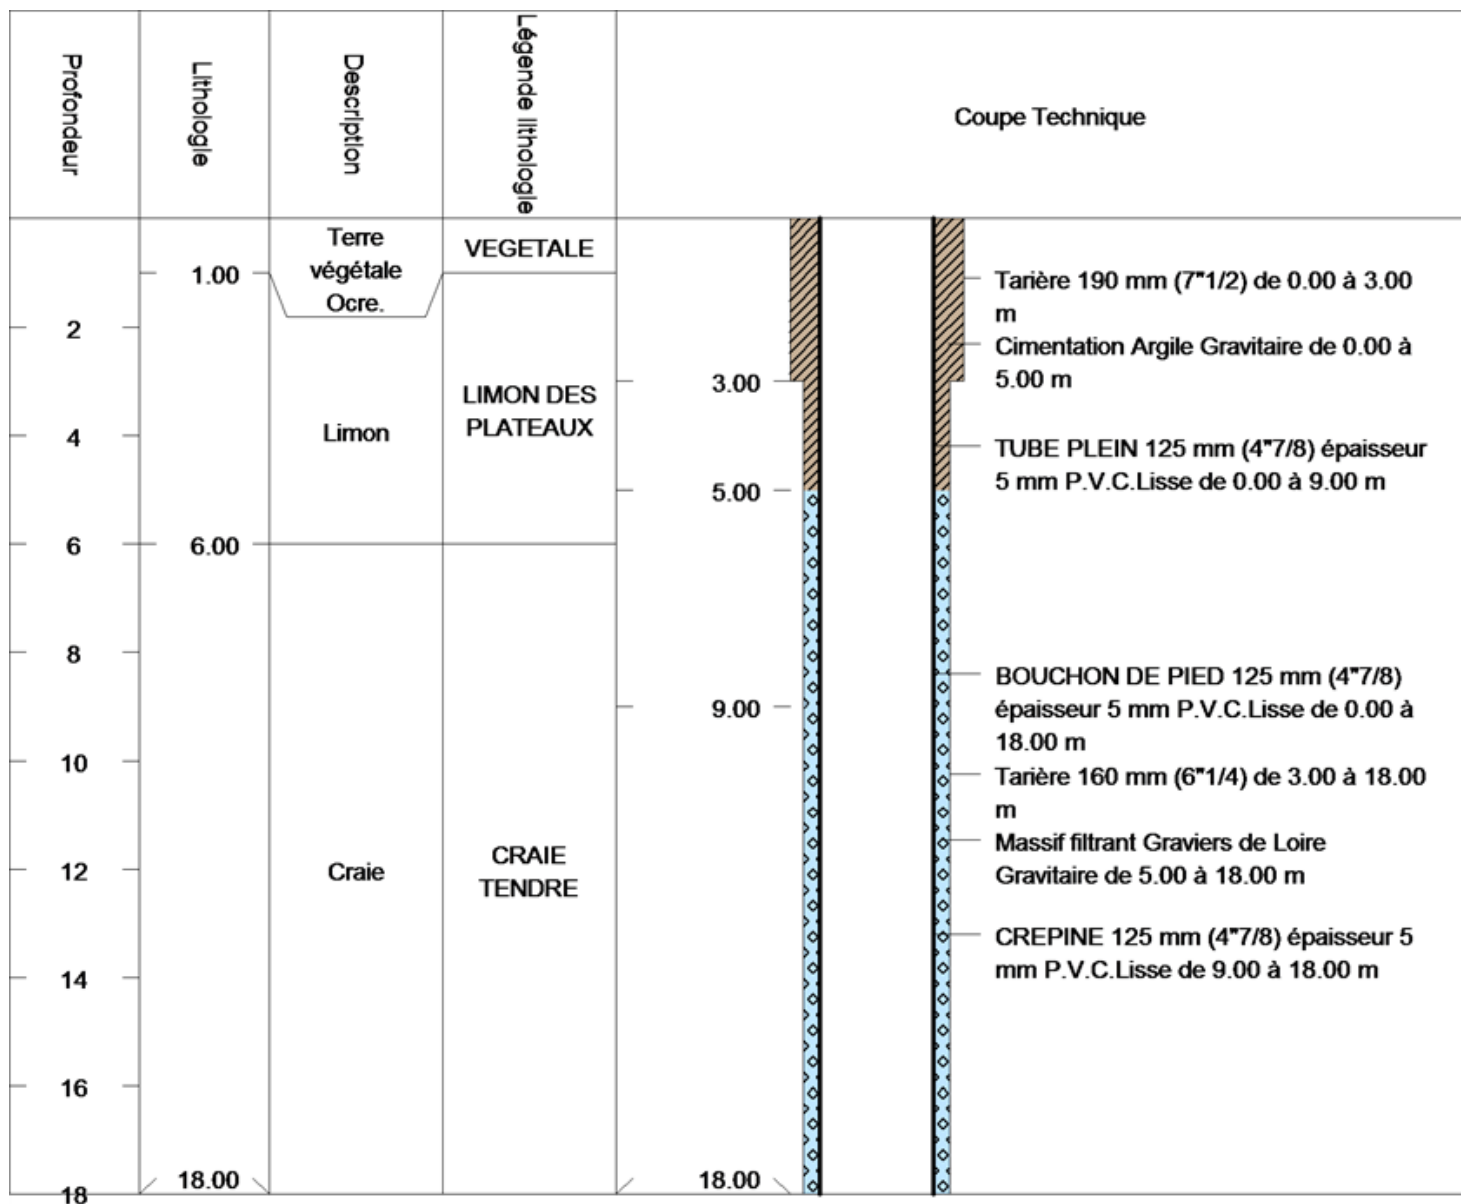 Profondeur
Lithologie
Description
Légende lithologie
Coupe Technique
Terre
végétale
Ocre.
VEGETALE
1.00
Tarière 190 mm (7"1/2) de 0.00 à 3.00
m
2
Cimentation Argile Gravitaire de 0.00 à
5.00 m
3.00
LIMON DES
PLATEAUX
4
Limon
TUBE PLEIN 125 mm (4"7/8) épaisseur
5 mm P.V.C.Lisse de 0.00 à 9.00 m
5.00
6
6.00
8
BOUCHON DE PIED 125 mm (4"7/8)
épaisseur 5 mm P.V.C.Lisse de 0.00 à
18.00 m
9.00
10
Tarière 160 mm (6"1/4) de 3.00 à 18.00
m
Massif filtrant Graviers de Loire
Gravitaire de 5.00 à 18.00 m
12
Craie
CRAIE
TENDRE
CREPINE 125 mm (4"7/8) épaisseur 5
mm P.V.C.Lisse de 9.00 à 18.00 m
14
16
18
18.00
18.00